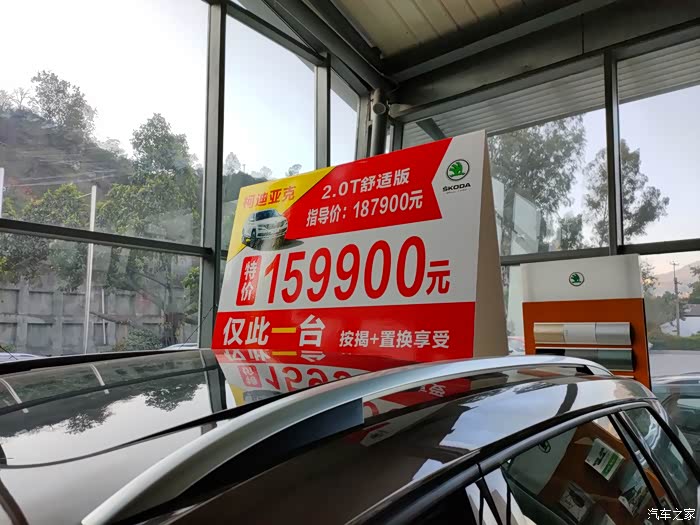 柯迪亚克
2.0T舒适版
指导价：187900元
ŠKODA
特价
159900元
仅此一台
按揭+置换享受
汽车之家